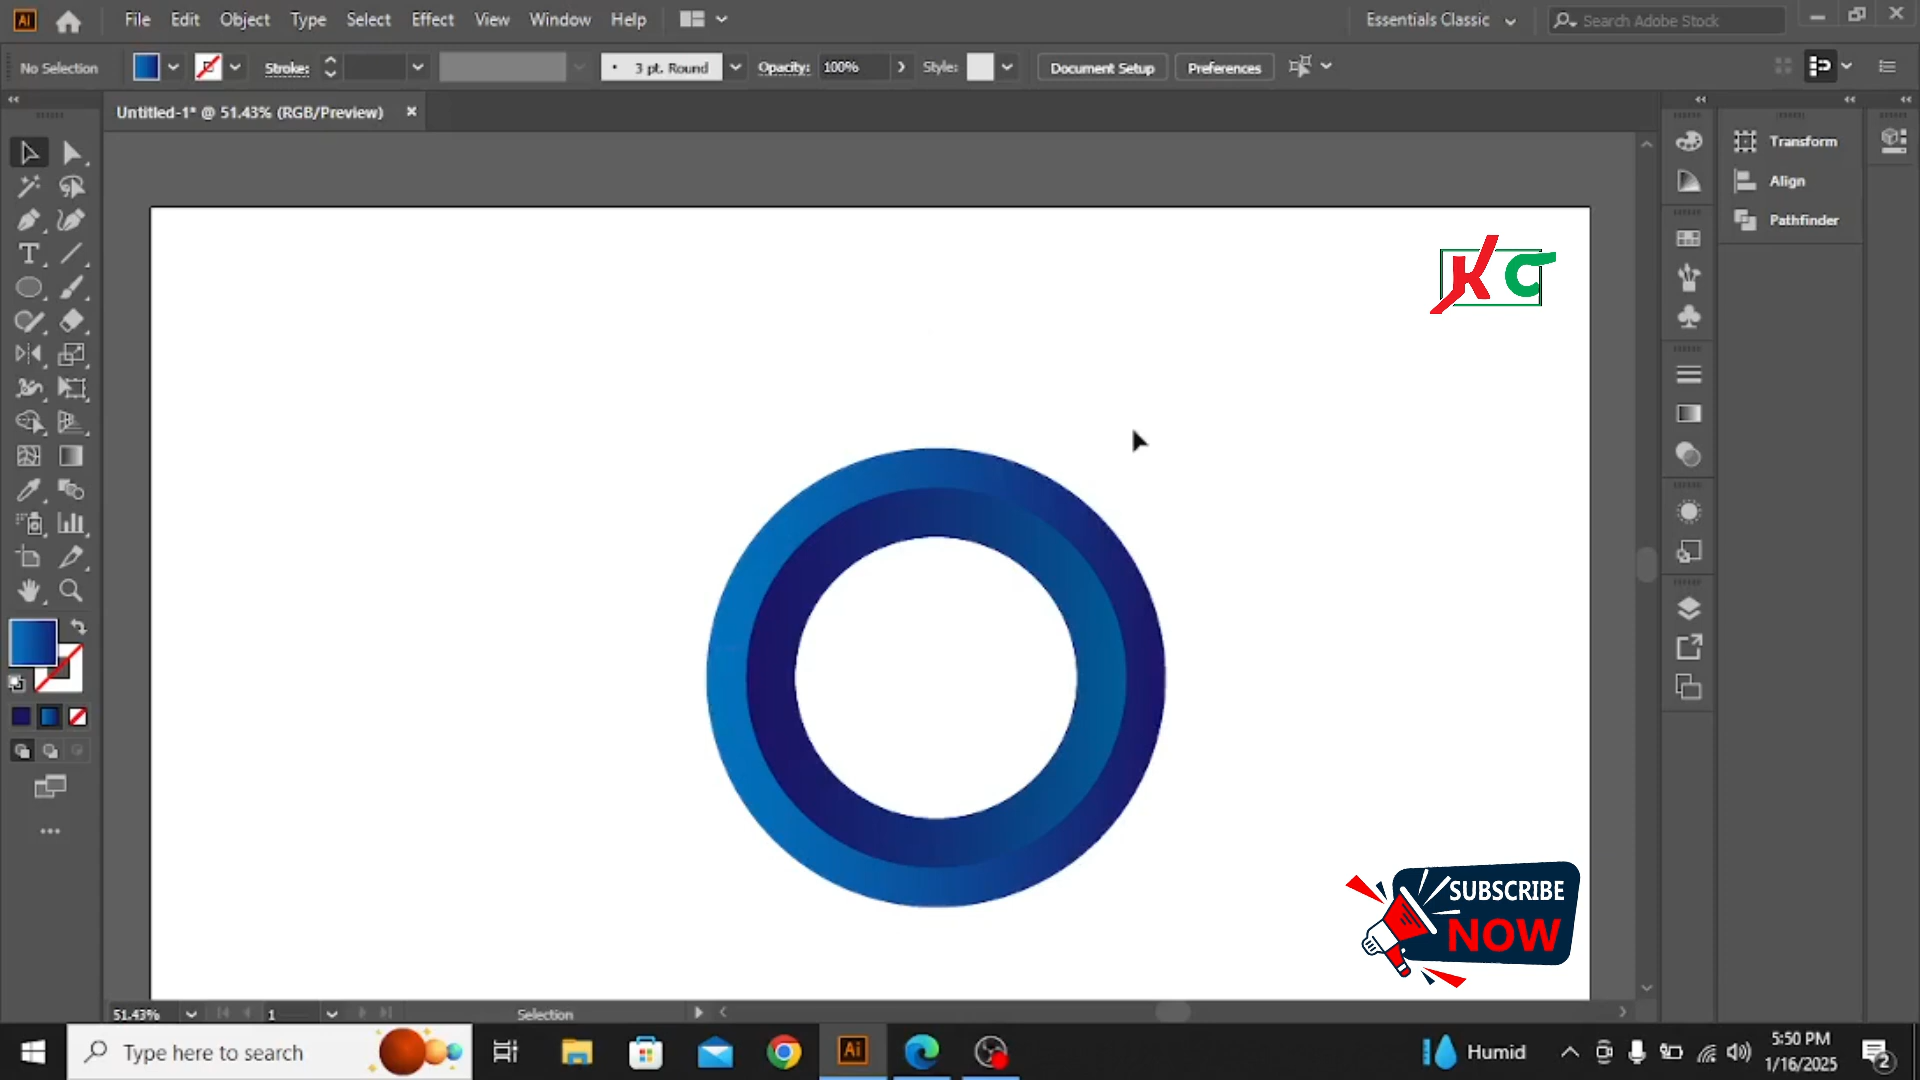 File Edit Object Type Select Effect View Window Help
Essentials Classic
Search Adobe Stock
No Selection
Stroke:
3 pt. Round
Opacity: 100%
Style:
Document Setup
Preferences
Untitled-1* @ 51.43% (RGB/Preview)
Transform
Align
Pathfinder
K C
SUBSCRIBE
NOW
51.43%
1
Selection
Type here to search
Ai
Humid
5:50 PM
1/16/2025
2